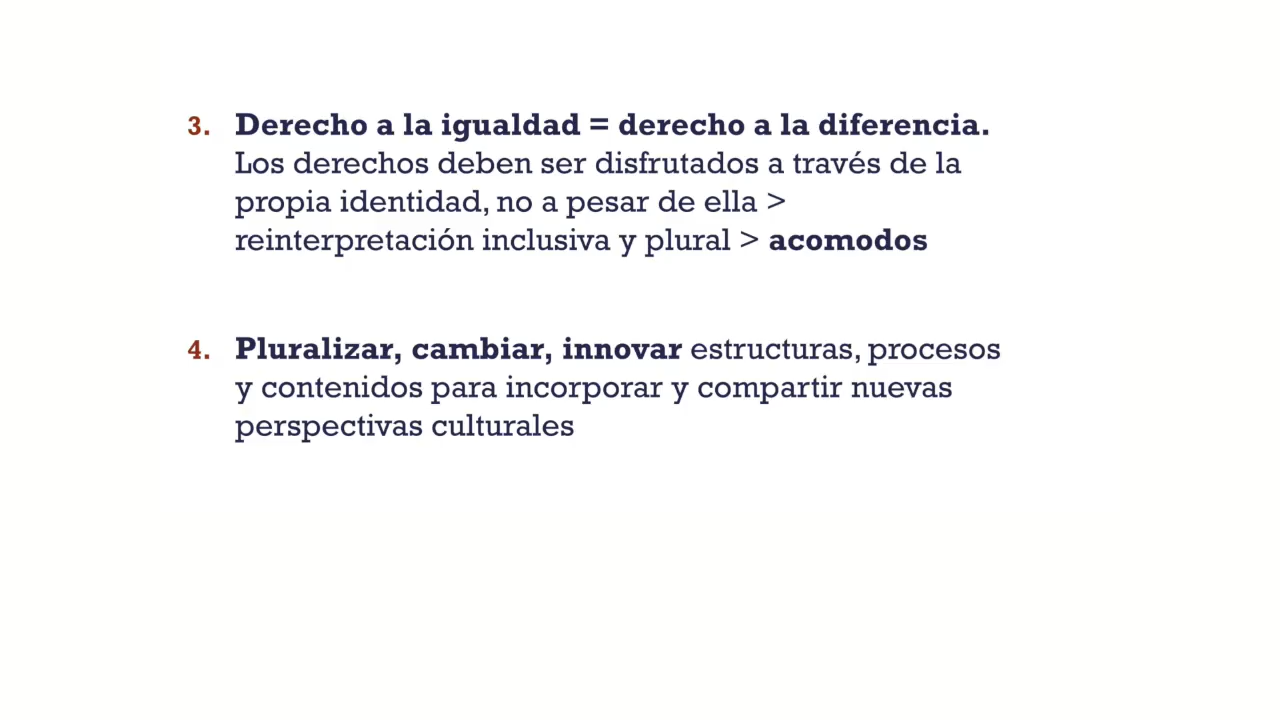 3. Derecho a la igualdad = derecho a la diferencia.
Los derechos deben ser disfrutados a través de la
propia identidad, no a pesar de ella >
reinterpretación inclusiva y plural > acomodos
4. Pluralizar, cambiar, innovar estructuras, procesos
y contenidos para incorporar y compartir nuevas
perspectivas culturales